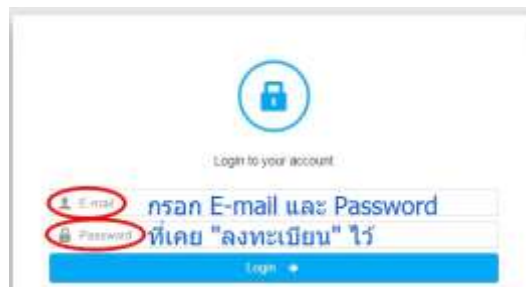 Login to your account
E-mail
กรอก E-mail และ Password
Password
ที่เคย "ลงทะเบียน" ไว้
Login